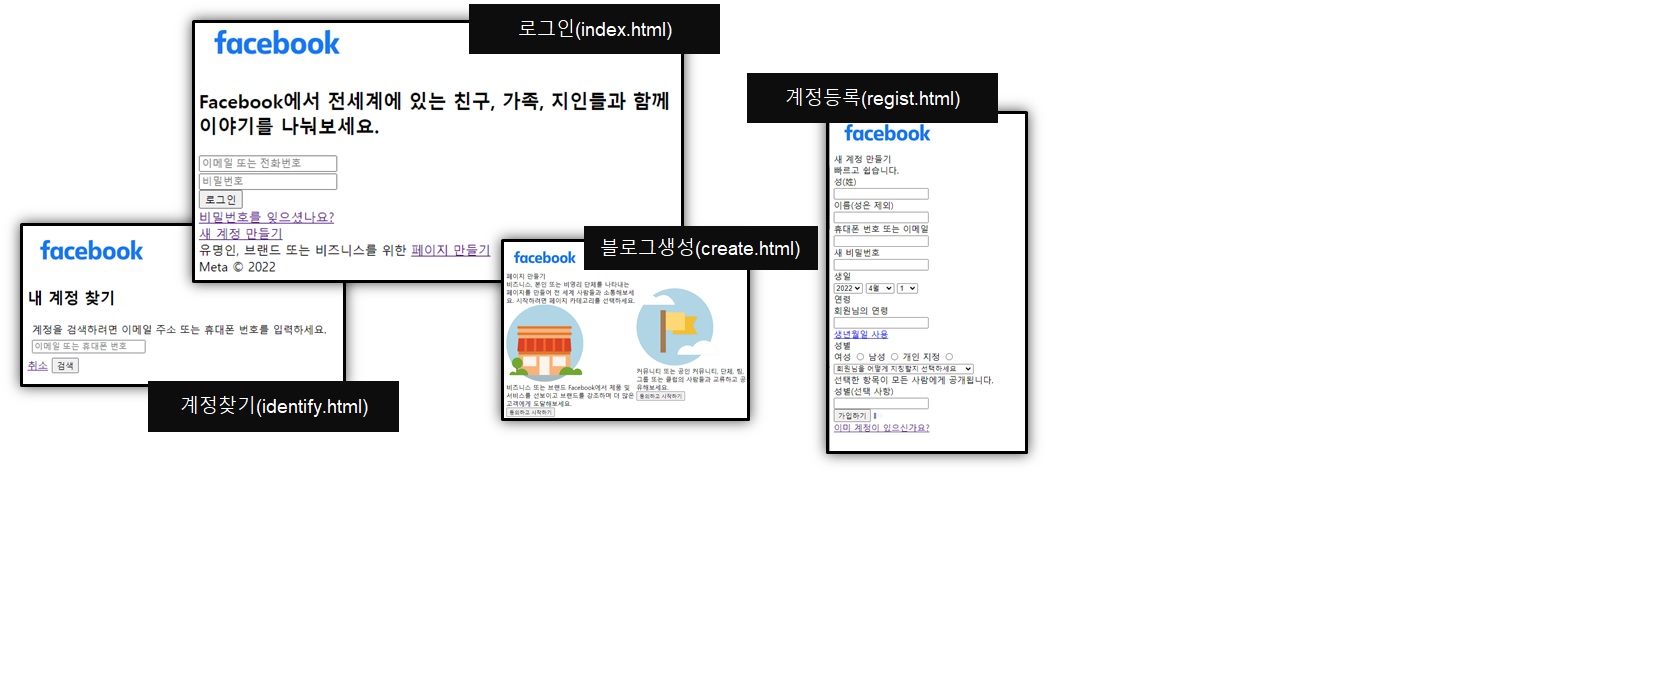 로그인(index.html)
facebook
Facebook에서 전세계에 있는 친구, 가족, 지인들과 함께
이야기를 나눠보세요.
이메일 또는 전화번호
비밀번호
로그인
비밀번호를 잊으셨나요?
새 계정 만들기
유명인, 브랜드 또는 비즈니스를 위한 페이지 만들기
Meta © 2022
facebook
내 계정 찾기
계정을 검색하려면 이메일 주소 또는 휴대폰 번호를 입력하세요.
이메일 또는 휴대폰 번호
취소 검색
계정찾기(identify.html)
블로그생성(create.html)
facebook
페이지 만들기
비즈니스, 본인 또는 비영리 단체를 나타내는
페이지를 만들어 전 세계 사람들과 소통해보세
요. 시작하려면 페이지 카테고리를 선택하세요.
비즈니스 또는 브랜드 Facebook에서 제품 및
서비스를 선보이고 브랜드를 강조하며 더 많은
고객에게 도달해보세요.
동의하고 시작하기
커뮤니티 또는 공인 커뮤니티, 단체, 팀,
그룹 또는 클럽의 사람들과 교류하고 공
유해보세요.
동의하고 시작하기
계정등록(regist.html)
facebook
새 계정 만들기
빠르고 쉽습니다.
성(姓)
이름(성은 제외)
휴대폰 번호 또는 이메일
새 비밀번호
생일
2022 4월 1
연령
회원님의 연령
생년월일 사용
성별
여성 남성 개인 지정
회원님을 어떻게 지칭할지 선택하세요
선택한 항목이 모든 사람에게 공개됩니다.
성별(선택 사항)
가입하기
이미 계정이 있으신가요?